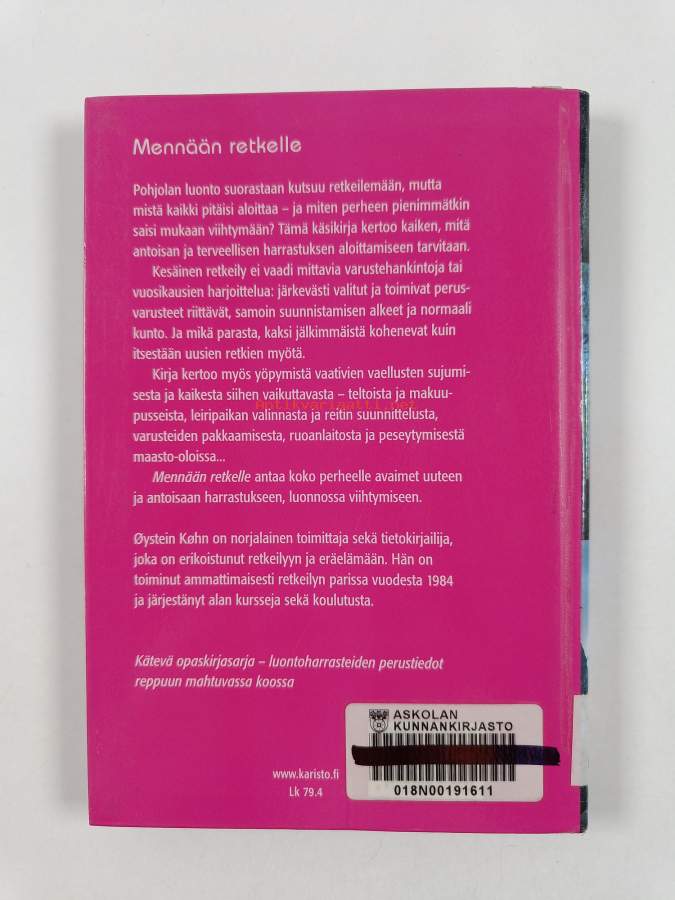 Mennään retkelle
Pohjolan luonto suorastaan kutsuu retkeilemään, mutta
mistä kaikki pitäisi aloittaa – ja miten perheen pienimmätkin
saisi mukaan viihtymään? Tämä käsikirja kertoo kaiken, mitä
antoisan ja terveellisen harrastuksen aloittamiseen tarvitaan.
Kesäinen retkeily ei vaadi mittavia varustehankintoja tai
vuosikausien harjoittelua: järkevästi valitut ja toimivat perus-
varusteet riittävät, samoin suunnistamisen alkeet ja normaali
kunto. Ja mikä parasta, kaksi jälkimmäistä kohenevat kuin
itsestään uusien retkien myötä.
Kirja kertoo myös yöpymistä vaativien vaellusten sujumi-
sesta ja kaikesta siihen vaikuttavasta – teltoista ja makuu-
pusseista, leiripaikan valinnasta ja reitin suunnittelusta,
varusteiden pakkaamisesta, ruoanlaitosta ja peseytymisestä
maasto-oloissa...
Mennään retkelle antaa koko perheelle avaimet uuteen
ja antoisaan harrastukseen, luonnossa viihtymiseen.
Øystein Køhn on norjalainen toimittaja sekä tietokirjailija,
joka on erikoistunut retkeilyyn ja eräelämään. Hän on
toiminut ammattimaisesti retkeilyn parissa vuodesta 1984
ja järjestänyt alan kursseja sekä koulutusta.
Kätevä opaskirjasarja – luontoharrasteiden perustiedot
reppuun mahtuvassa koossa
www.karisto.fi
Lk 79.4
ASKOLAN
KUNNANKIRJASTO
018N00191611
Antikvariaatti.net